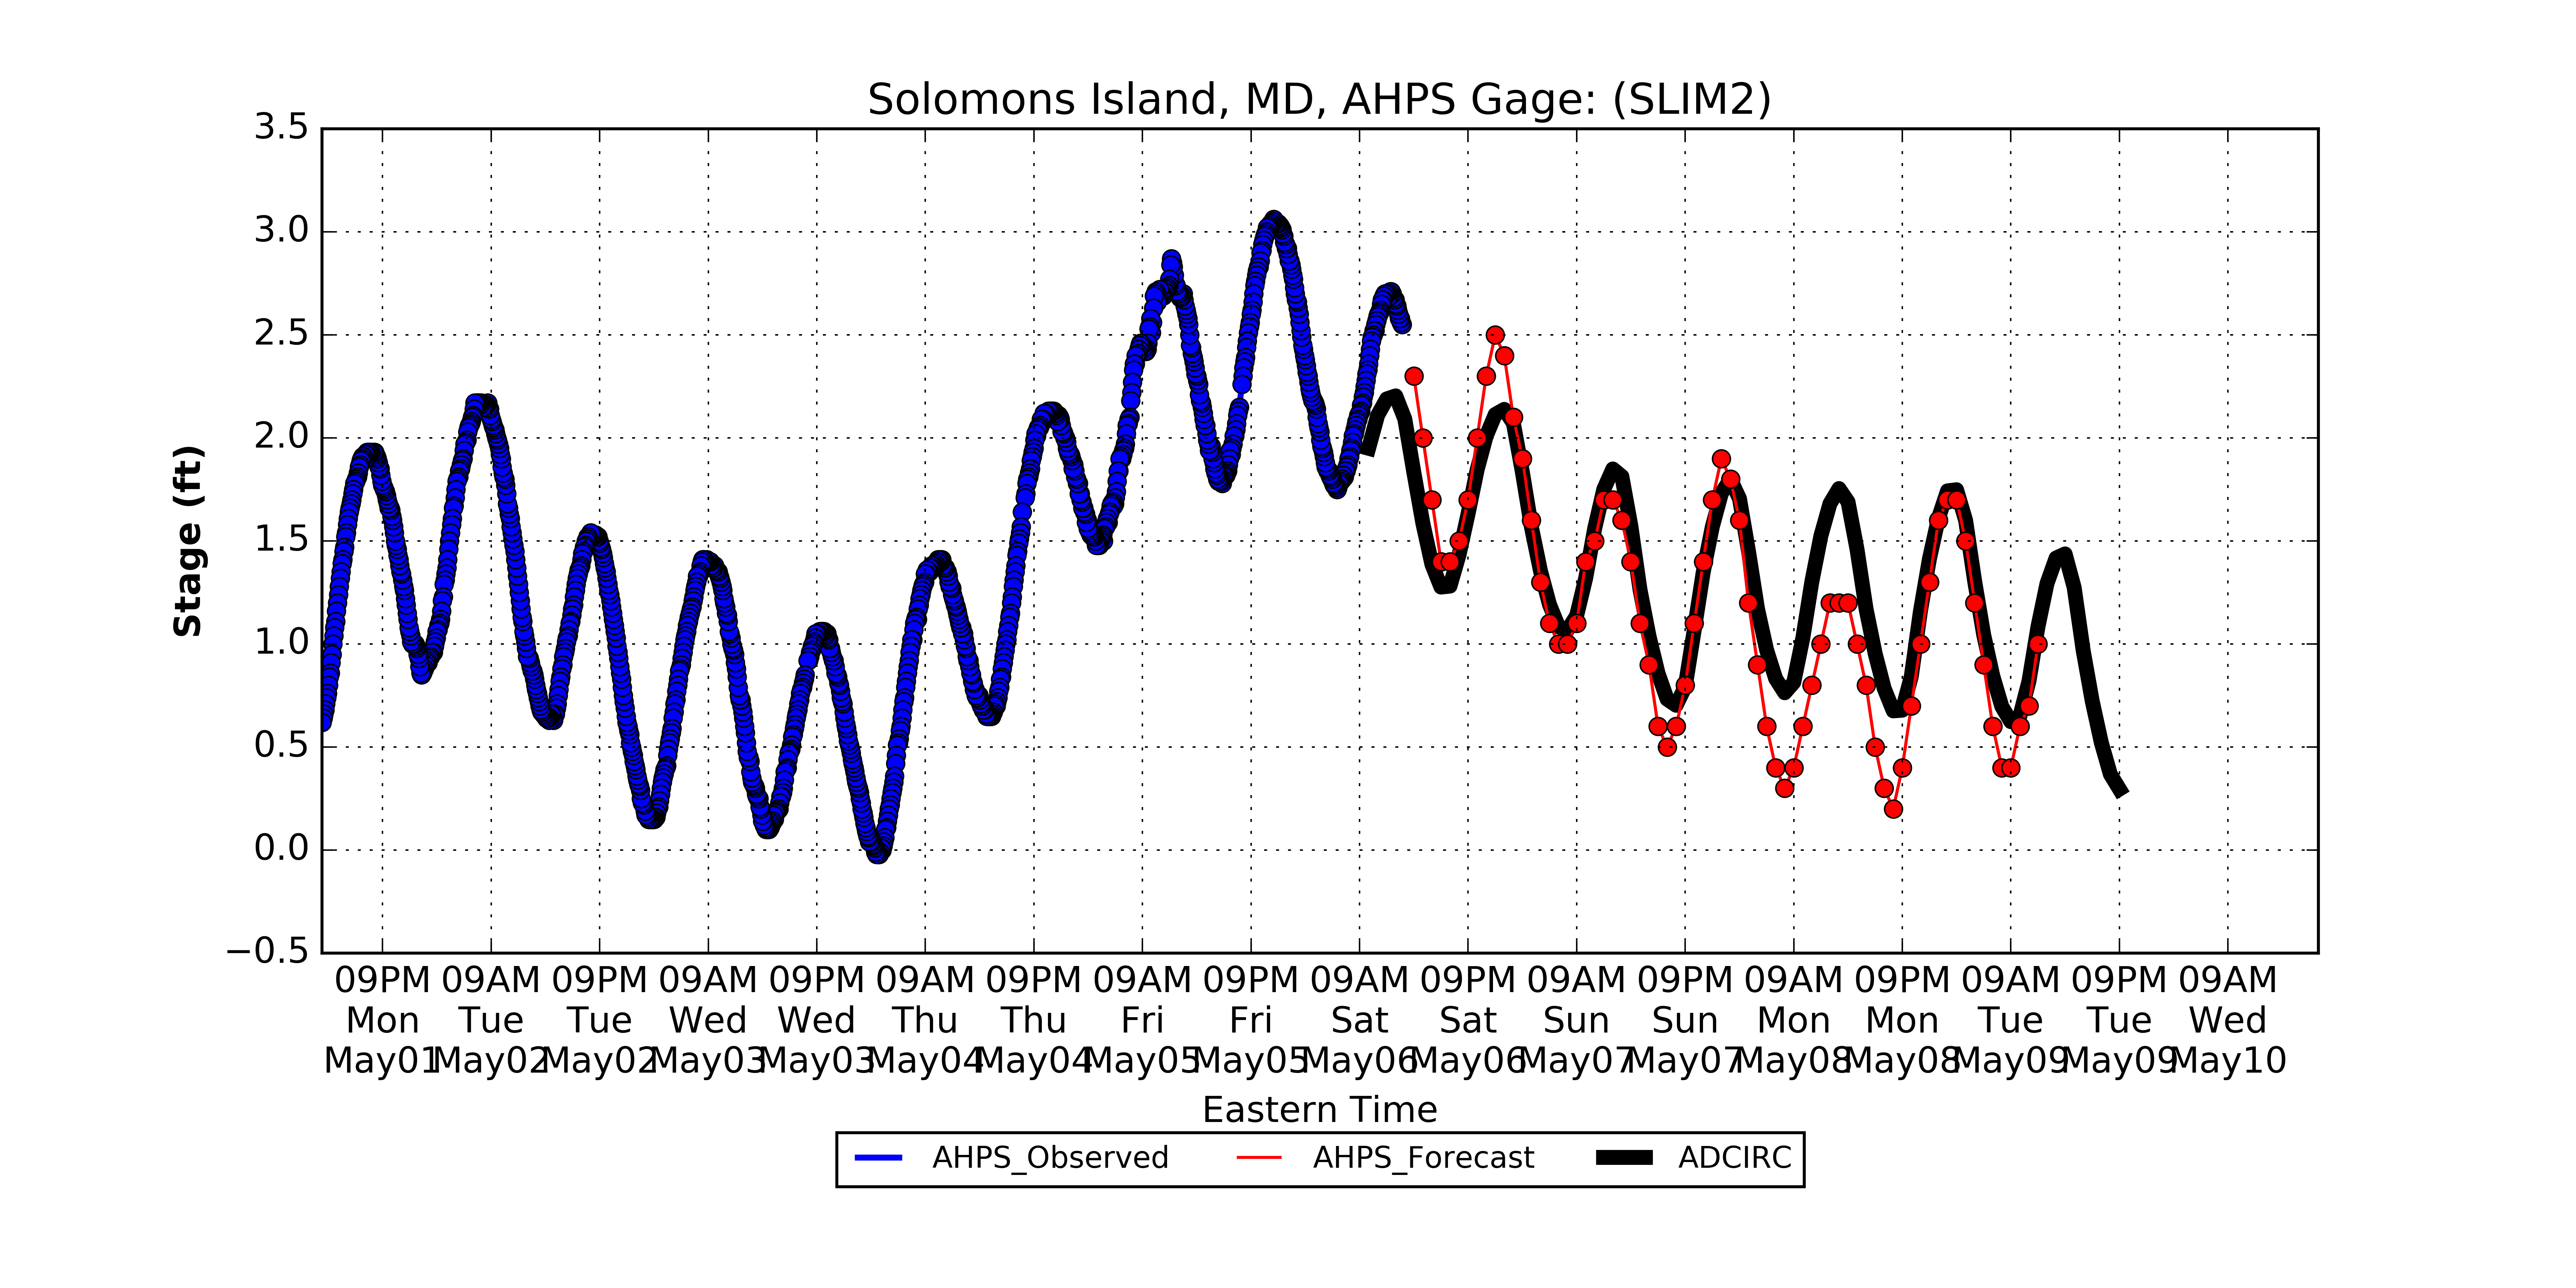 Solomons Island, MD, AHPS Gage: (SLIM2)
Stage (ft)
3.5
3.0
2.5
2.0
1.5
1.0
0.5
0.0
−0.5
09PM 09AM 09PM 09AM 09PM 09AM 09PM 09AM 09PM 09AM 09PM 09AM 09PM 09AM 09PM 09AM 09PM 09AM
Mon Tue Tue Wed Wed Thu Thu Fri Fri Sat Sat Sun Sun Mon Mon Tue Tue Wed
May01 May02 May02 May03 May03 May04 May04 May05 May05 May06 May06 May07 May07 May08 May08 May09 May09 May10
Eastern Time
AHPS_Observed AHPS_Forecast ADCIRC